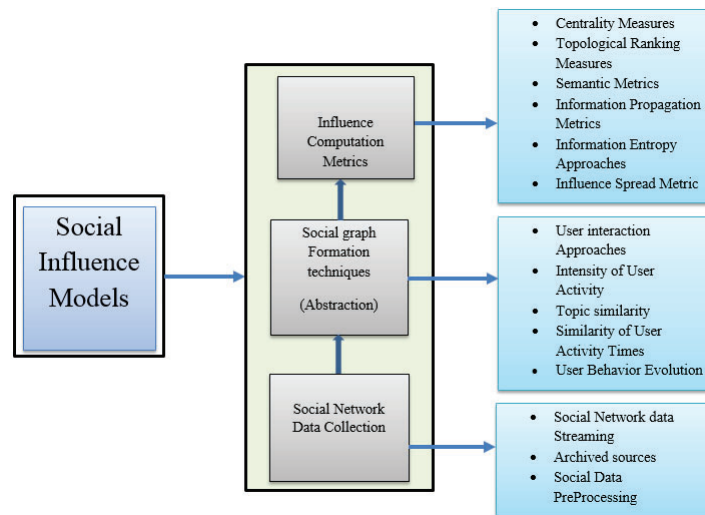 Social
Influence
Models
Influence
Computation
Metrics
Social graph
Formation
techniques
(Abstraction)
Social Network
Data Collection
• Centrality Measures
• Topological Ranking
Measures
• Semantic Metrics
• Information Propagation
Metrics
• Information Entropy
Approaches
• Influence Spread Metric
• User interaction
Approaches
• Intensity of User
Activity
• Topic similarity
• Similarity of User
Activity Times
• User Behavior Evolution
• Social Network data
Streaming
• Archived sources
• Social Data
PreProcessing